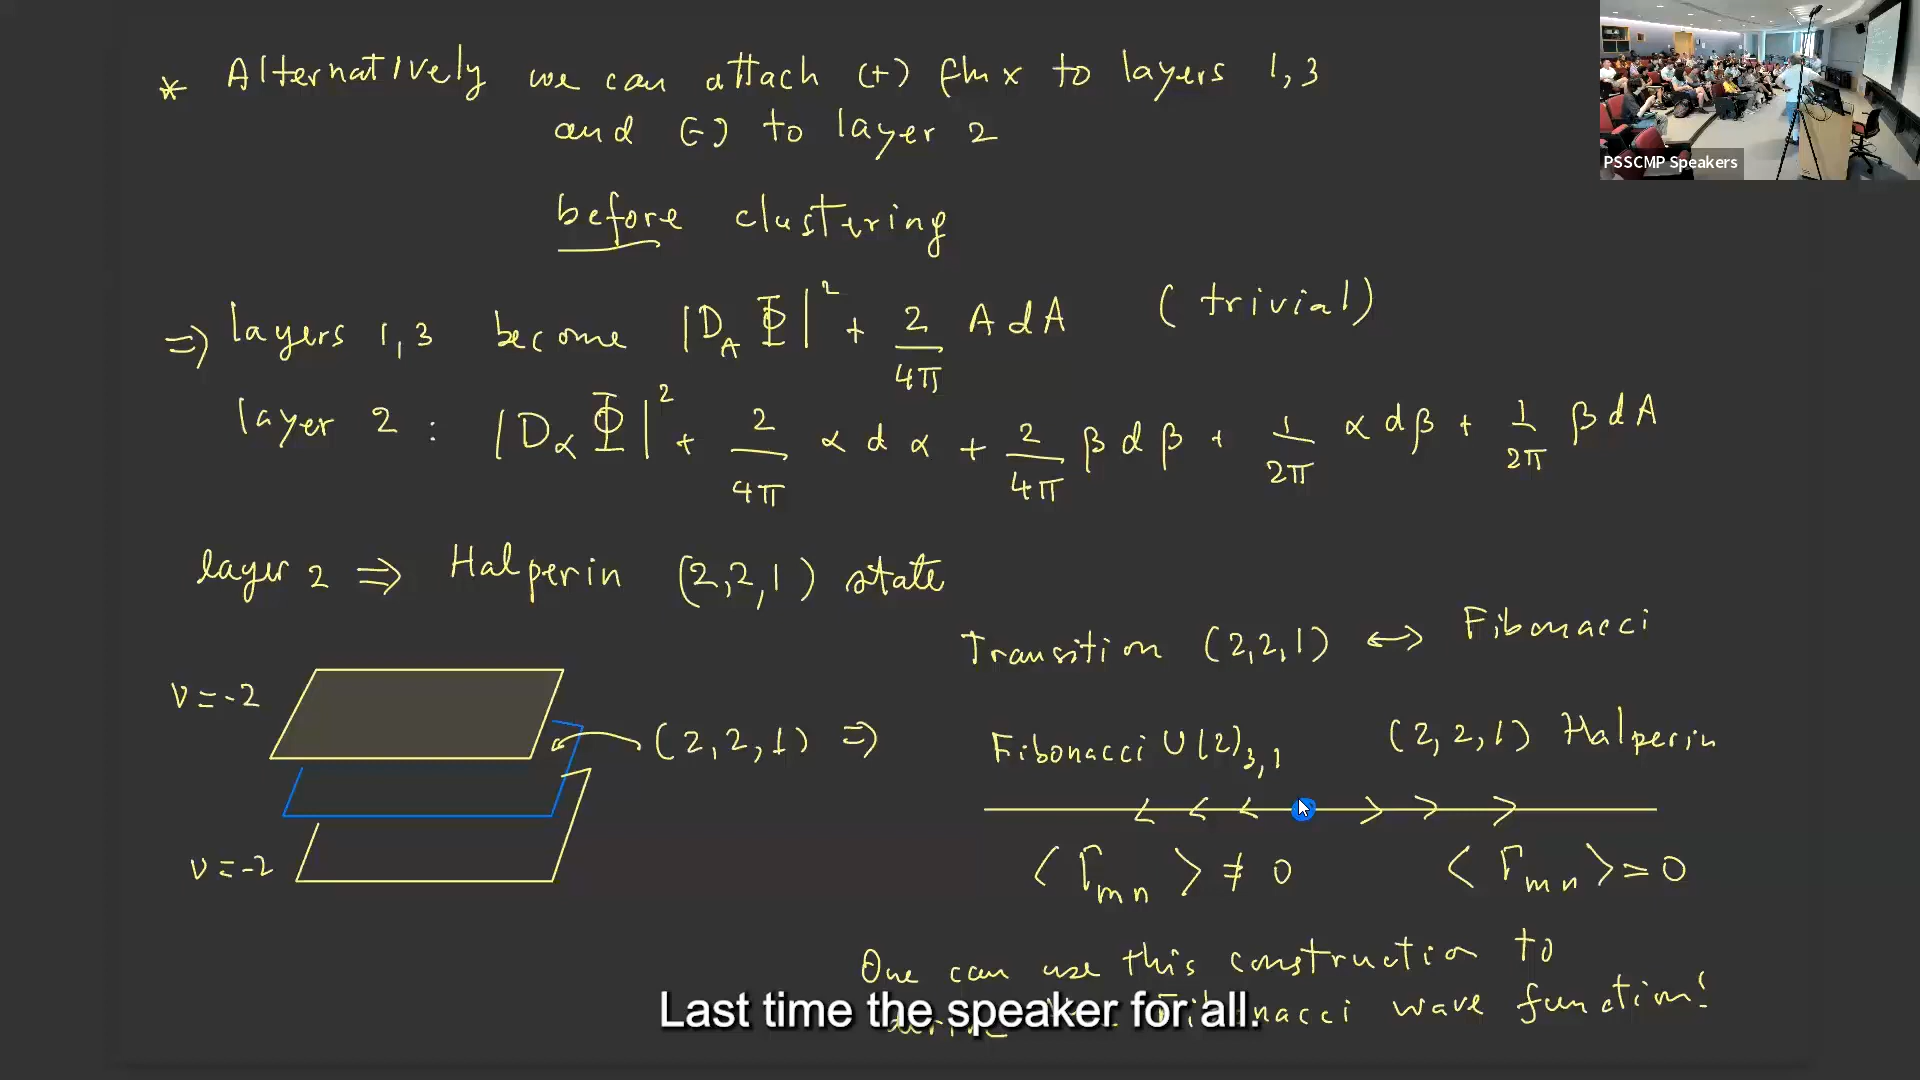 * Alternatively we can attach (+) flux to layers 1,3
and (-) to layer 2
before clustering
PSSCMP Speakers
⇒ layers 1,3 become |D_A Φ|² + 2/4π A d A (trivial)
layer 2 : |D_α Φ|² + 2/4π α d α + 2/4π β d β + 1/2π α d β + 1/2π β d A
layer 2 ⇒ Halperin (2,2,1) state
Transition (2,2,1) ↔ Fibonacci
ν = -2
(2,2,1) ⇒
Fibonacci U(2)_{3,1} (2,2,1) Halperin
ν = -2
⟨Γ_{mn}⟩ ≠ 0 ⟨Γ_{mn}⟩ = 0
One can use this construction to
Fibonacci wave function!
Last time the speaker for all.